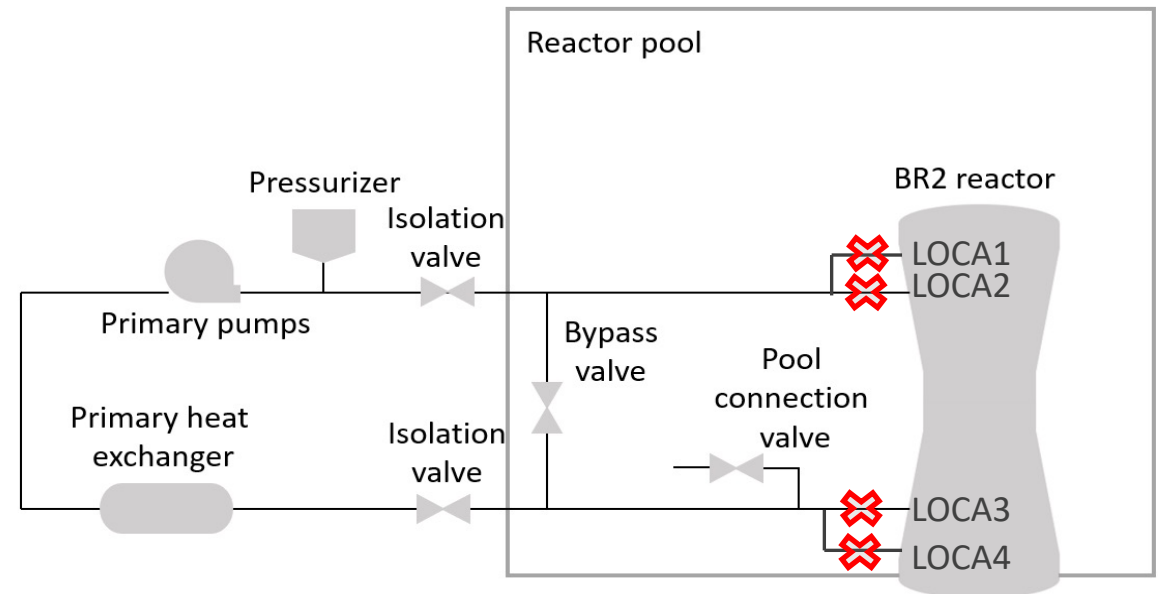 Reactor pool
Pressurizer
BR2 reactor
Isolation
valve
LOCA1
LOCA2
Primary pumps
Bypass
valve
Pool
connection
valve
Primary heat
exchanger
Isolation
valve
LOCA3
LOCA4